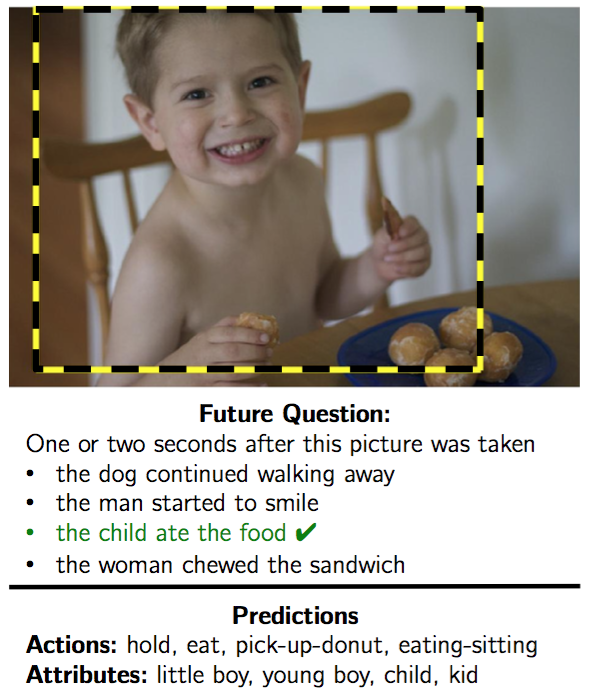 Future Question:
One or two seconds after this picture was taken
• the dog continued walking away
• the man started to smile
• the child ate the food ✔
• the woman chewed the sandwich
Predictions
Actions: hold, eat, pick-up-donut, eating-sitting
Attributes: little boy, young boy, child, kid